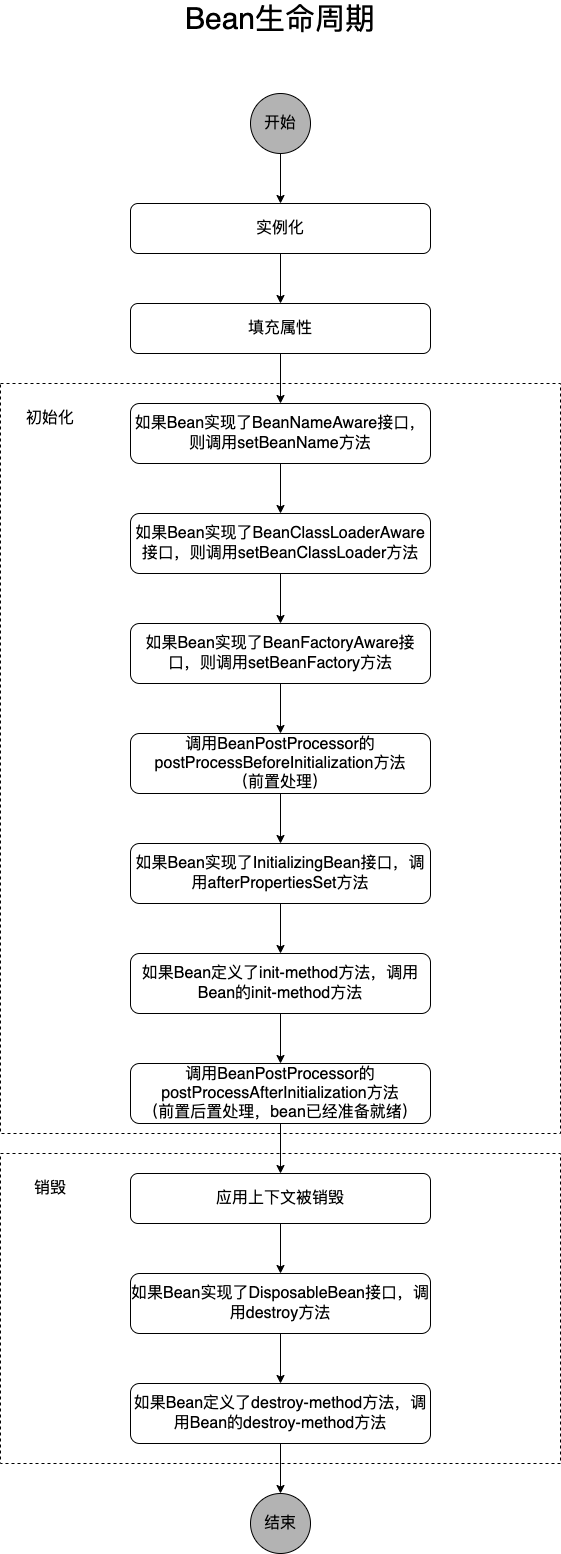 Bean生命周期
开始
实例化
填充属性
初始化
如果Bean实现了BeanNameAware接口，
则调用setBeanName方法
如果Bean实现了BeanClassLoaderAware
接口，则调用setBeanClassLoader方法
如果Bean实现了BeanFactoryAware接
口，则调用setBeanFactory方法
调用BeanPostProcessor的
postProcessBeforeInitialization方法
（前置处理）
如果Bean实现了InitializingBean接口，调
用afterPropertiesSet方法
如果Bean定义了init-method方法，调用
Bean的init-method方法
调用BeanPostProcessor的
postProcessAfterInitialization方法
（前置后置处理，bean已经准备就绪）
销毁
应用上下文被销毁
如果Bean实现了DisposableBean接口，调
用destroy方法
如果Bean定义了destroy-method方法，调
用Bean的destroy-method方法
结束